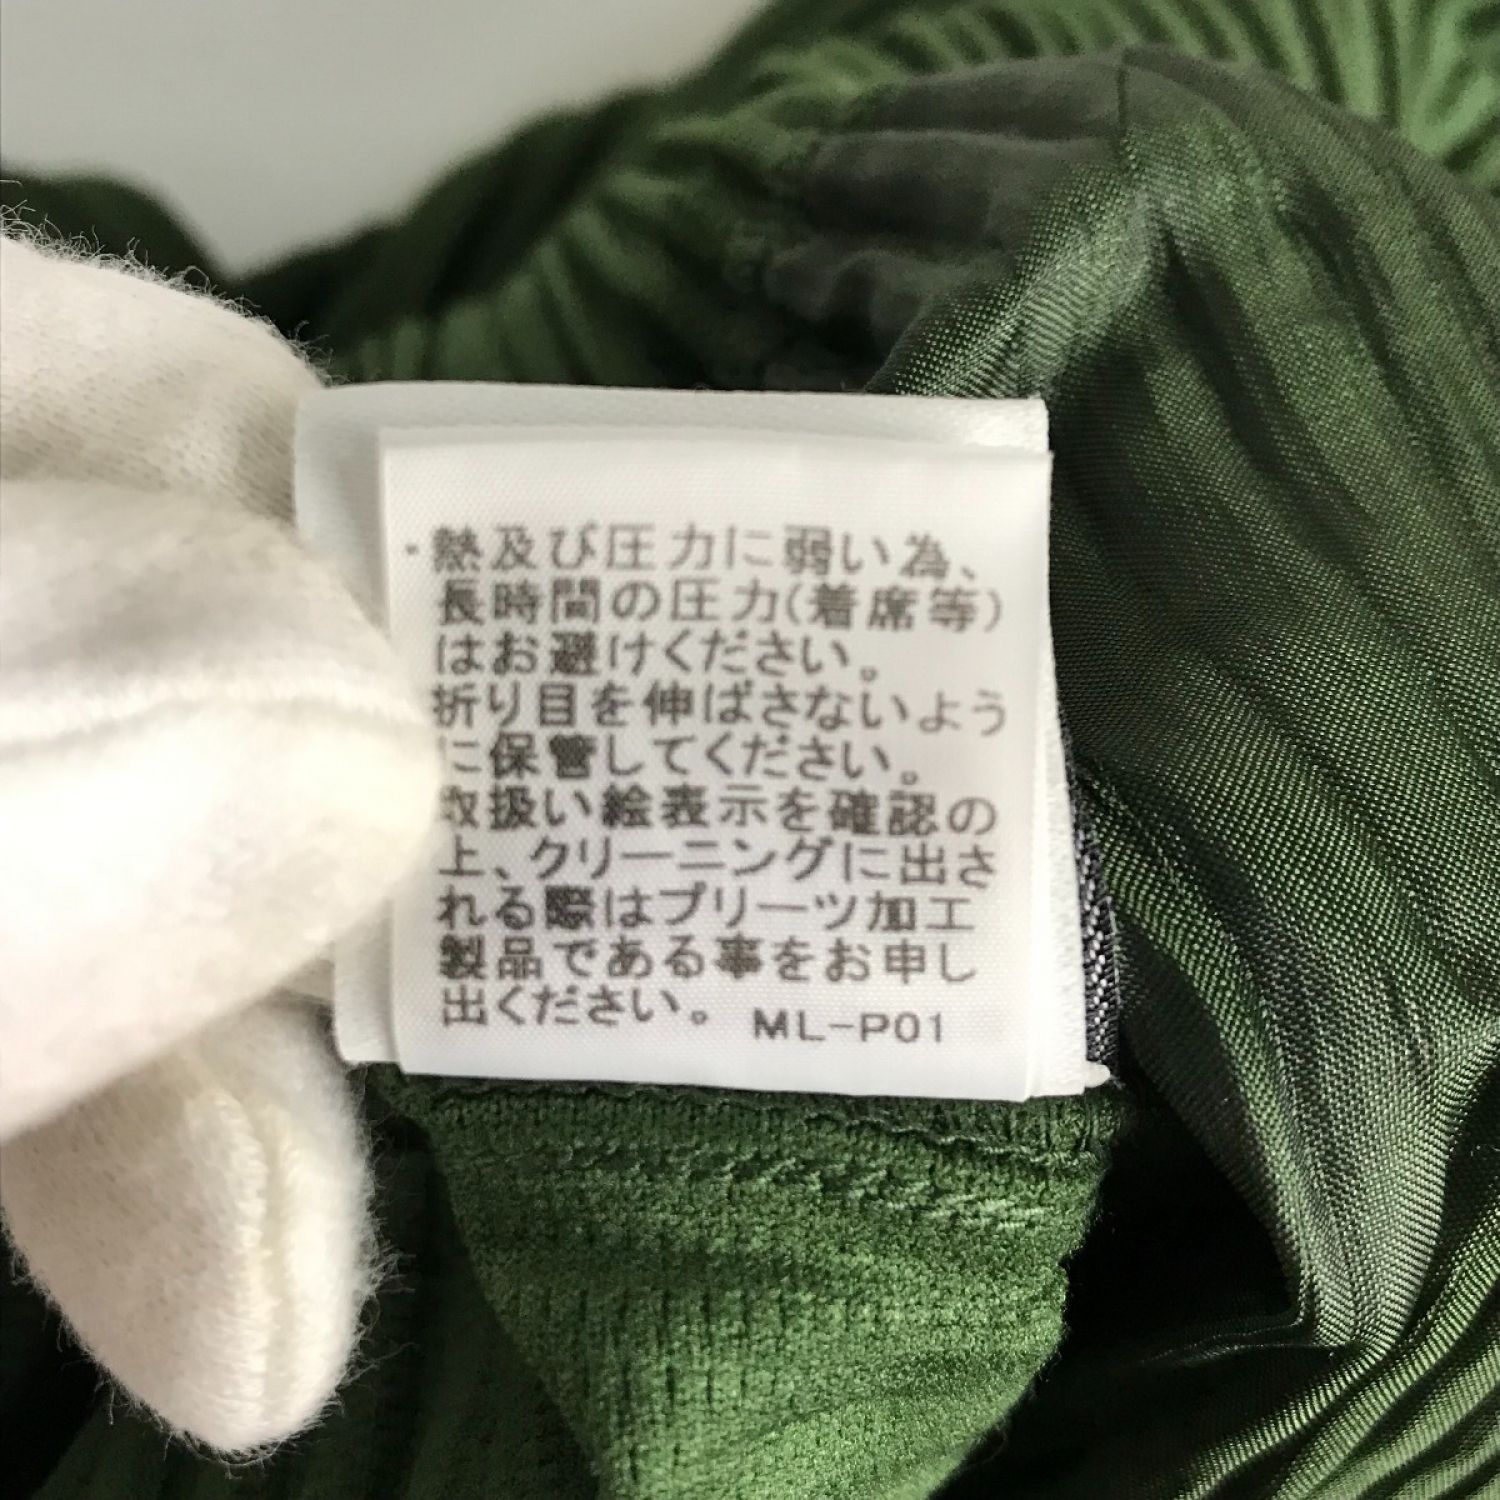 ・熱及び圧力に弱い為、
長時間の圧力(着席等)
はお避けください。
折り目を伸ばさないよう
に保管してください。
取扱い絵表示を確認の
上、クリーニングに出さ
れる際はプリーツ加工
製品である事をお申し
出ください。 ML-P01